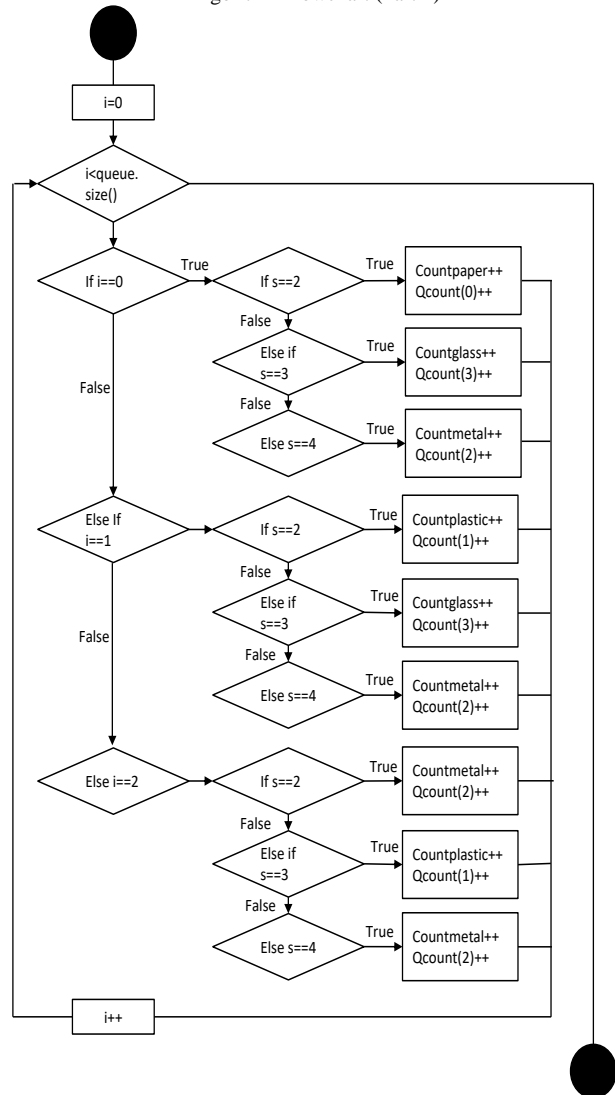 i=0
i<queue.
size()
If i==0
True
If s==2
True
Countpaper++
Qcount(0)++
False
Else if
s==3
True
Countglass++
Qcount(3)++
False
False
Else s==4
True
Countmetal++
Qcount(2)++
Else If
i==1
If s==2
True
Countplastic++
Qcount(1)++
False
Else if
s==3
True
Countglass++
Qcount(3)++
False
False
Else s==4
True
Countmetal++
Qcount(2)++
Else i==2
If s==2
True
Countmetal++
Qcount(2)++
False
Else if
s==3
True
Countplastic++
Qcount(1)++
False
Else s==4
True
Countmetal++
Qcount(2)++
i++